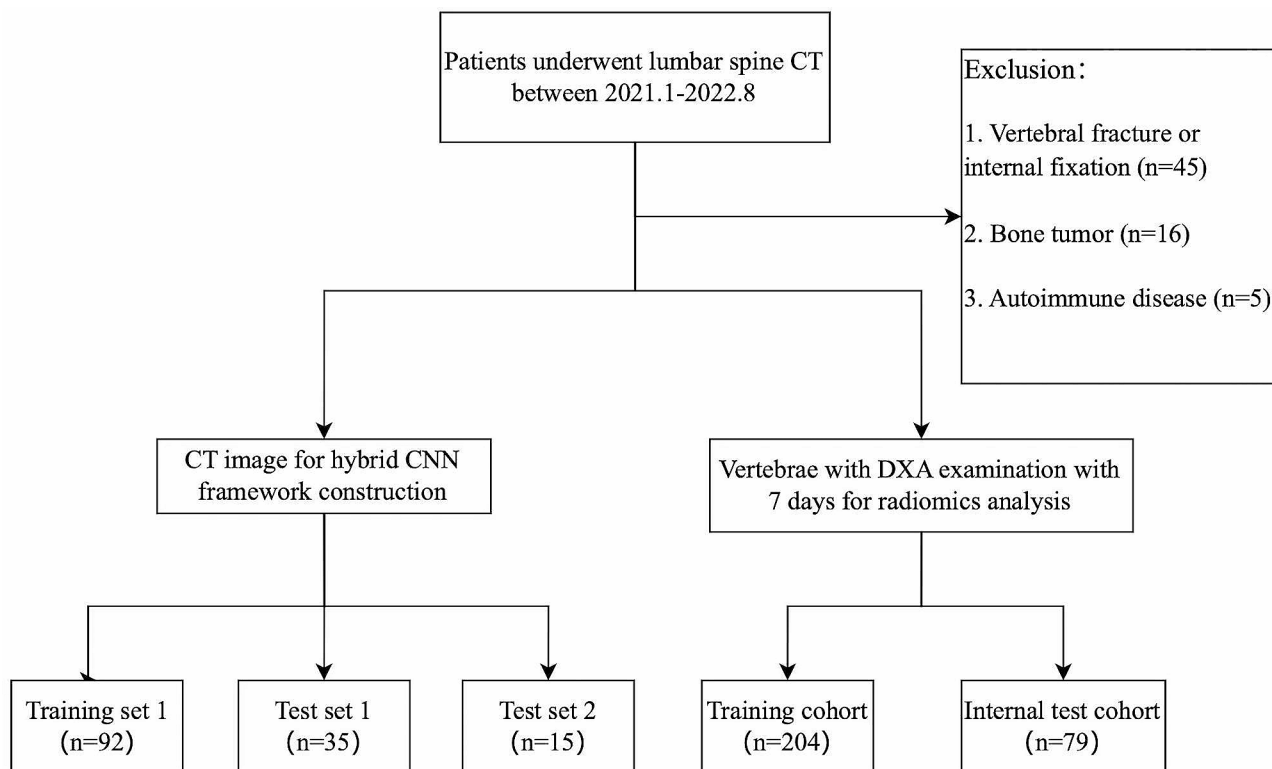 Patients underwent lumbar spine CT
between 2021.1-2022.8
Exclusion：
1. Vertebral fracture or
internal fixation (n=45)
2. Bone tumor (n=16)
3. Autoimmune disease (n=5)
CT image for hybrid CNN
framework construction
Vertebrae with DXA examination with
7 days for radiomics analysis
Training set 1
(n=92)
Test set 1
(n=35)
Test set 2
(n=15)
Training cohort
(n=204)
Internal test cohort
(n=79)